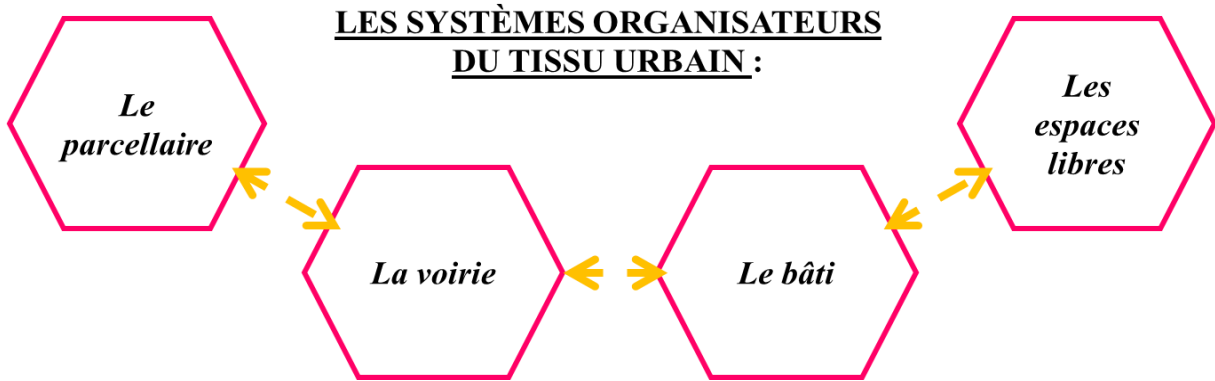 LES SYSTÈMES ORGANISATEURS
DU TISSU URBAIN :
Le
parcellaire
La voirie
Le bâti
Les
espaces
libres